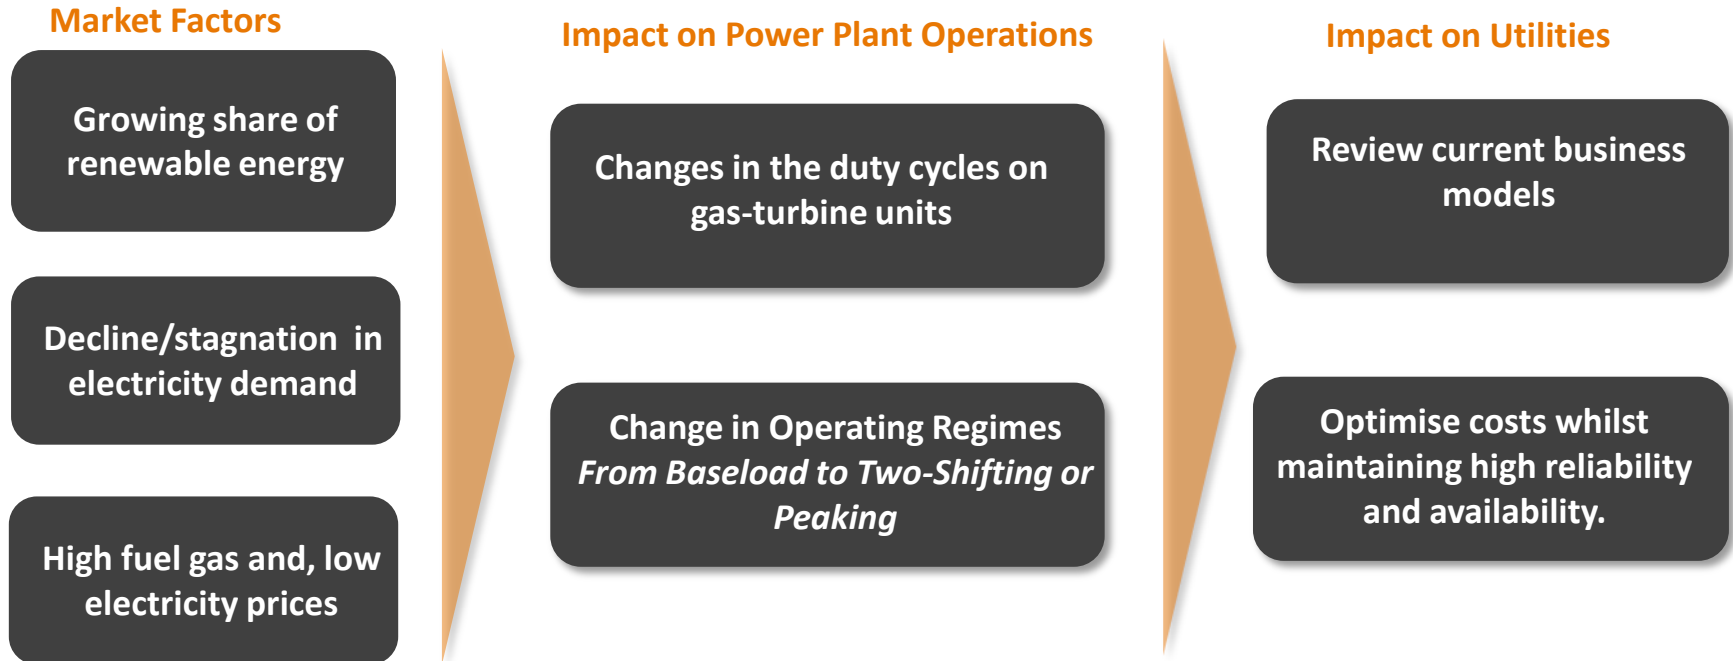 Market Factors
Growing share of
renewable energy
Decline/stagnation  in
electricity demand
High fuel gas and, low
electricity prices
Impact on Power Plant Operations
Changes in the duty cycles on
gas-turbine units
Change in Operating Regimes
From Baseload to Two-Shifting or
Peaking
Impact on Utilities
Review current business
models
Optimise costs whilst
maintaining high reliability
and availability.